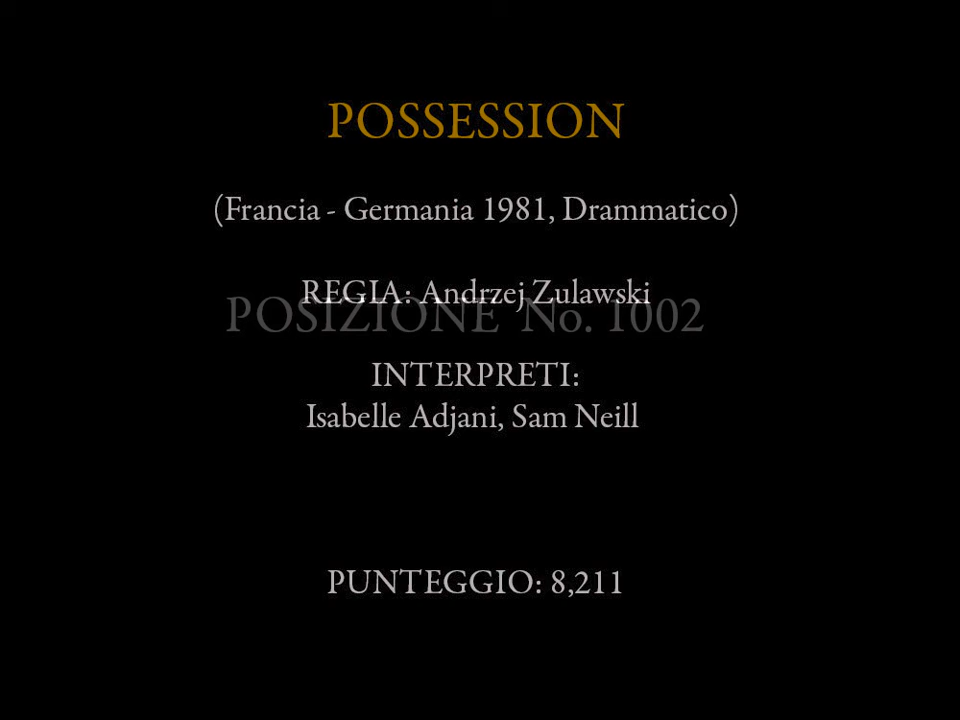 POSSESSION
(Francia - Germania 1981, Drammatico)
REGIA: Andrzej Zulawski
POSIZIONE No. 1002
INTERPRETI:
Isabelle Adjani, Sam Neill
PUNTEGGIO: 8,211